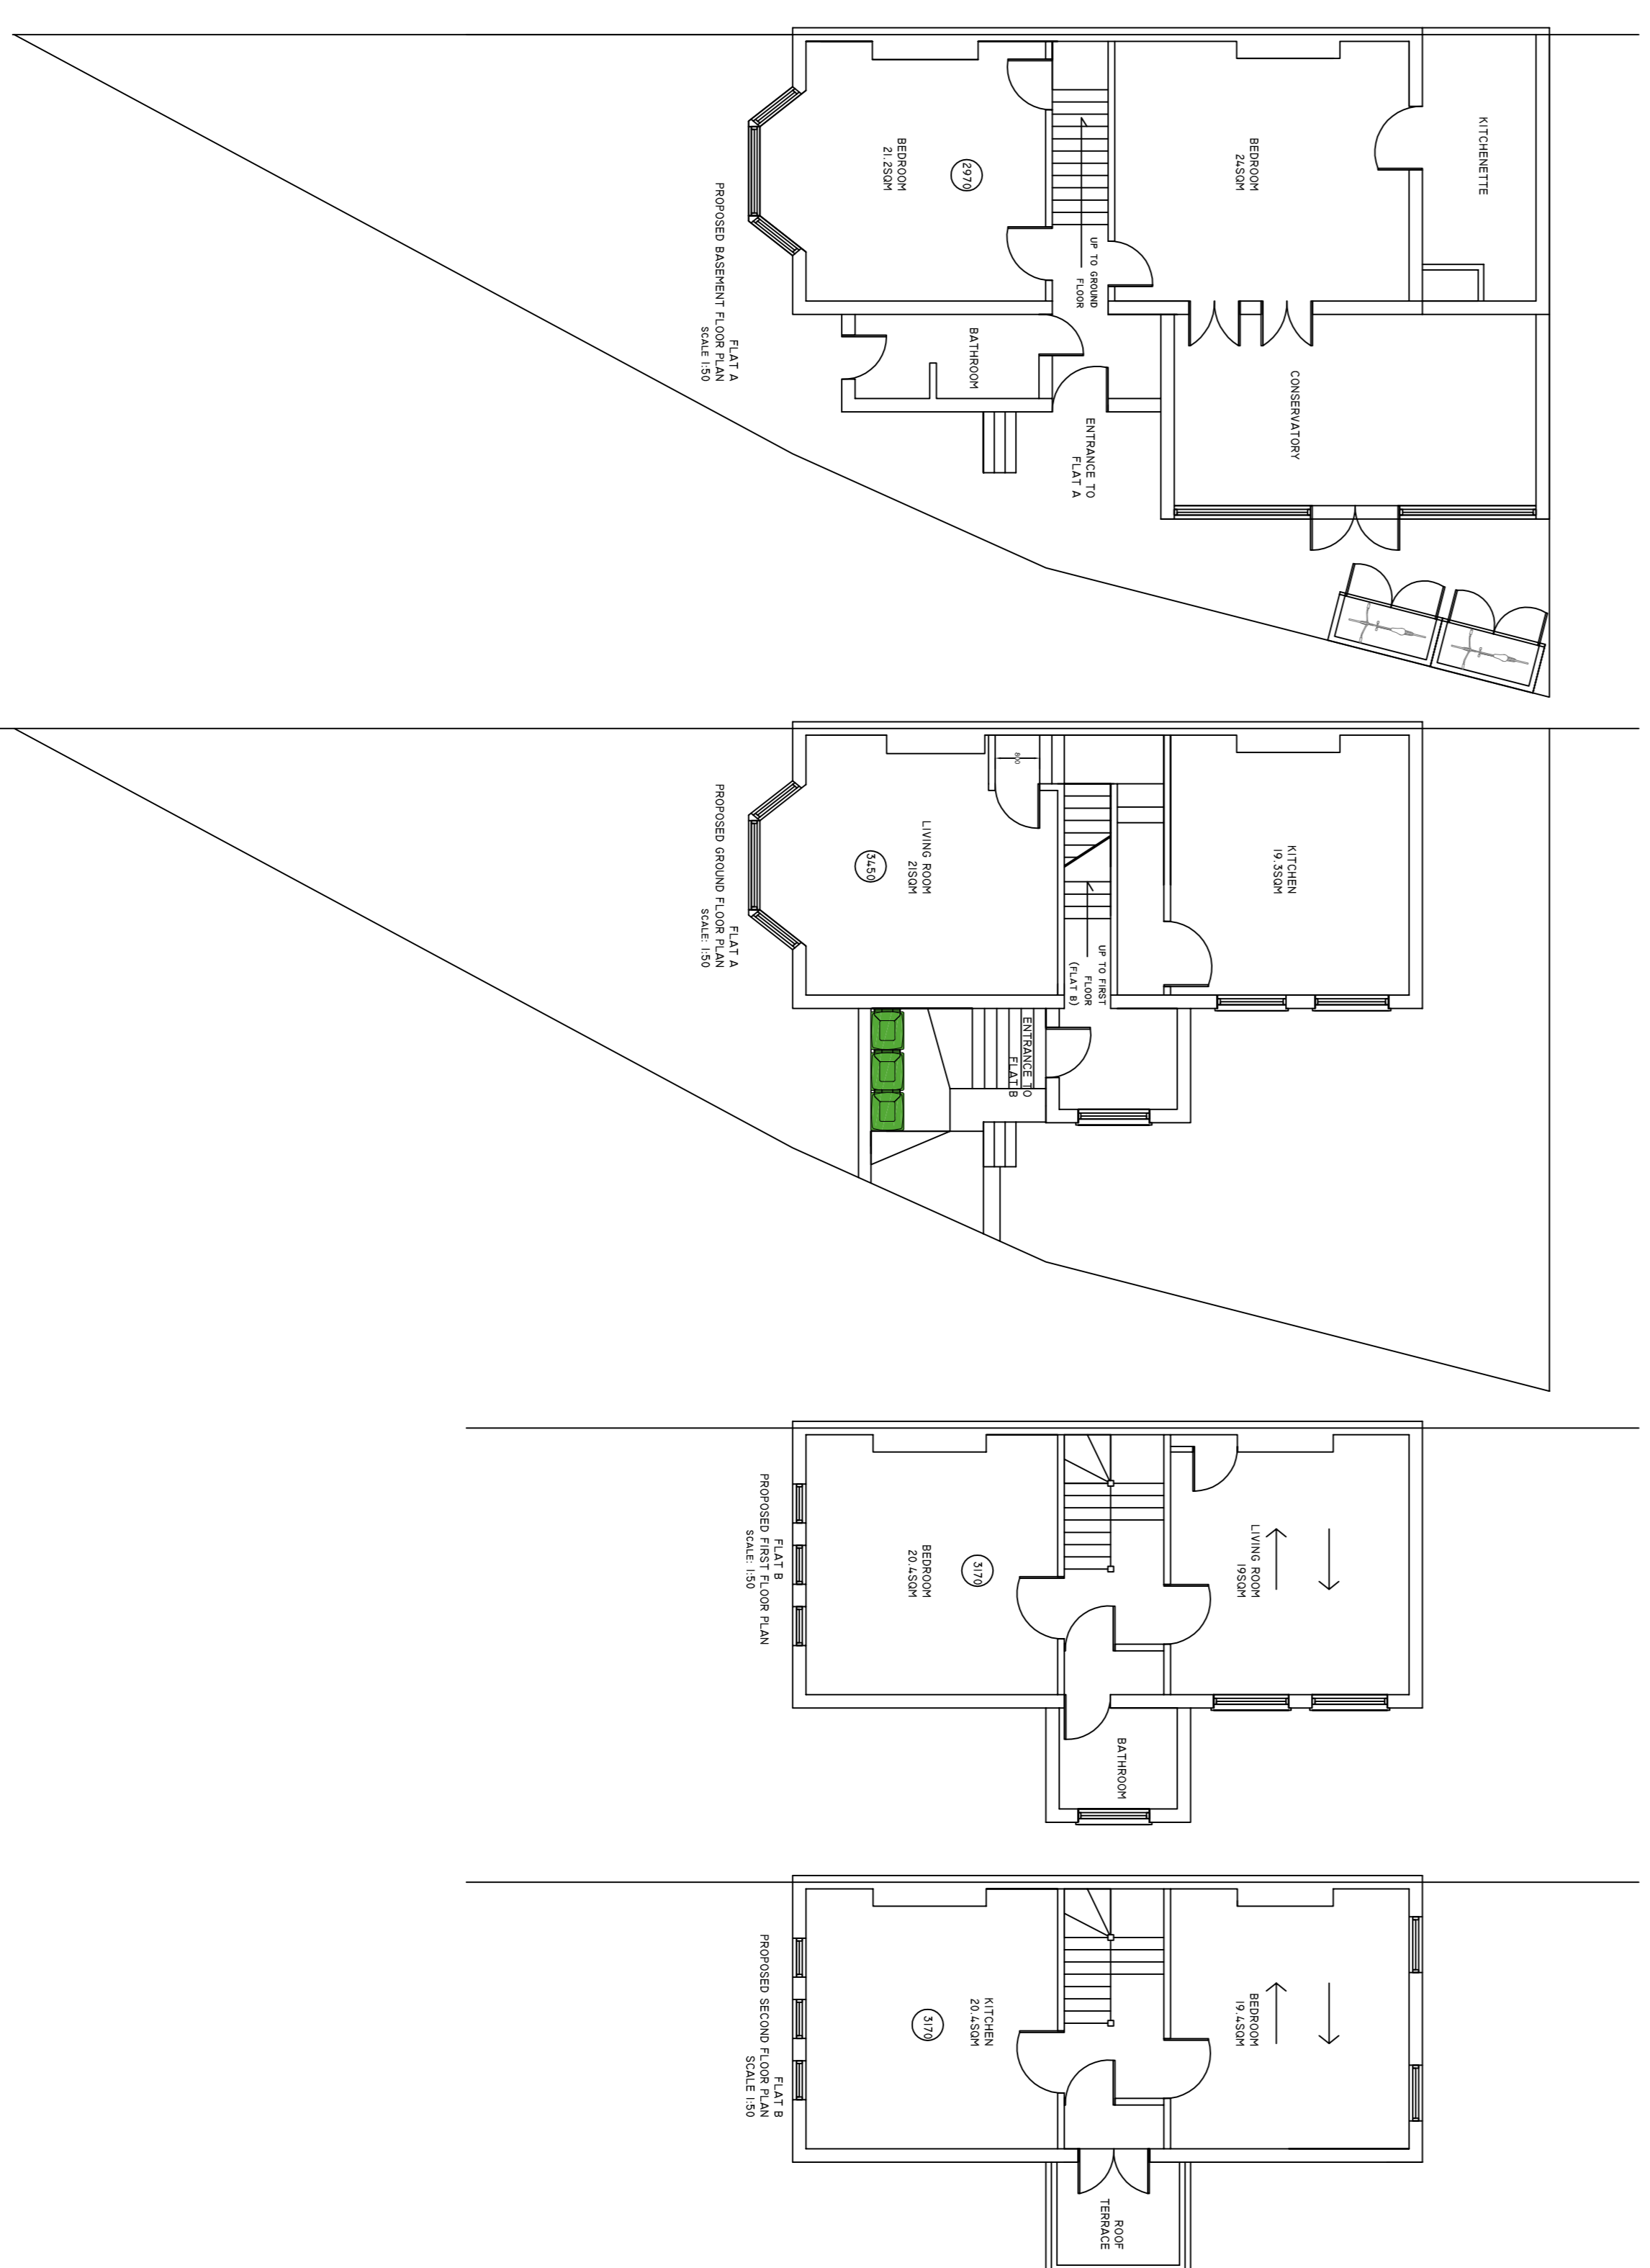 KITCHENETTE
BEDROOM
24SQM
UP TO GROUND
FLOOR
2970
BEDROOM
21.2SQM
BATHROOM
CONSERVATORY
ENTRANCE TO
FLAT A
FLAT A
PROPOSED BASEMENT FLOOR PLAN
SCALE 1:50
KITCHEN
19.3SQM
800
LIVING ROOM
21SQM
3450
UP TO FIRST
FLOOR
(FLAT B)
ENTRANCE TO
FLAT B
FLAT A
PROPOSED GROUND FLOOR PLAN
SCALE: 1:50
LIVING ROOM
19SQM
3170
BEDROOM
20.4SQM
BATHROOM
FLAT B
PROPOSED FIRST FLOOR PLAN
SCALE: 1:50
BEDROOM
19.4SQM
KITCHEN
20.4SQM
3170
ROOF
TERRACE
FLAT B
PROPOSED SECOND FLOOR PLAN
SCALE 1:50